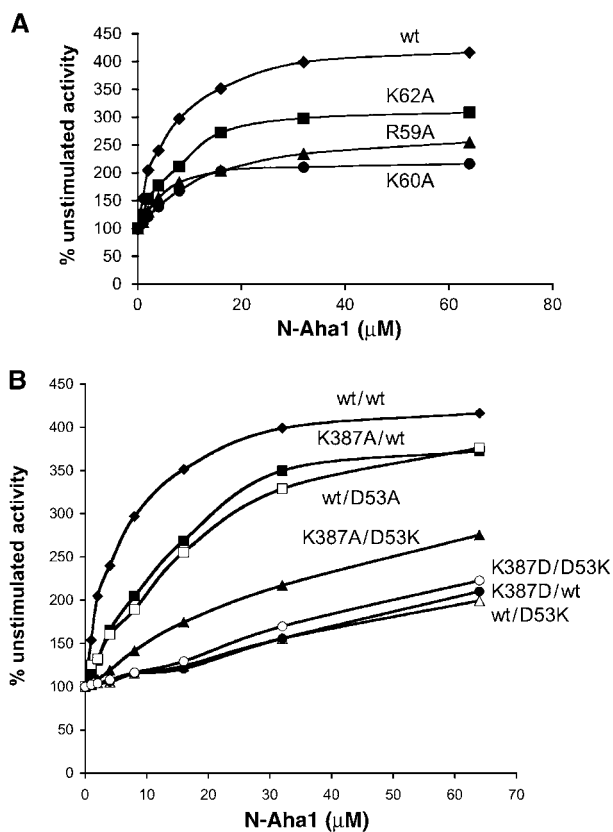 A
450
400
350
300
250
200
150
100
50
0
% unstimulated activity
wt
K62A
R59A
K60A
0 20 40 60 80
N-Aha1 (μM)
B
450
400
350
300
250
200
150
100
50
0
% unstimulated activity
wt/wt
K387A/wt
wt/D53A
K387A/D53K
K387D/D53K
K387D/wt
wt/D53K
0 10 20 30 40 50 60 70
N-Aha1 (μM)